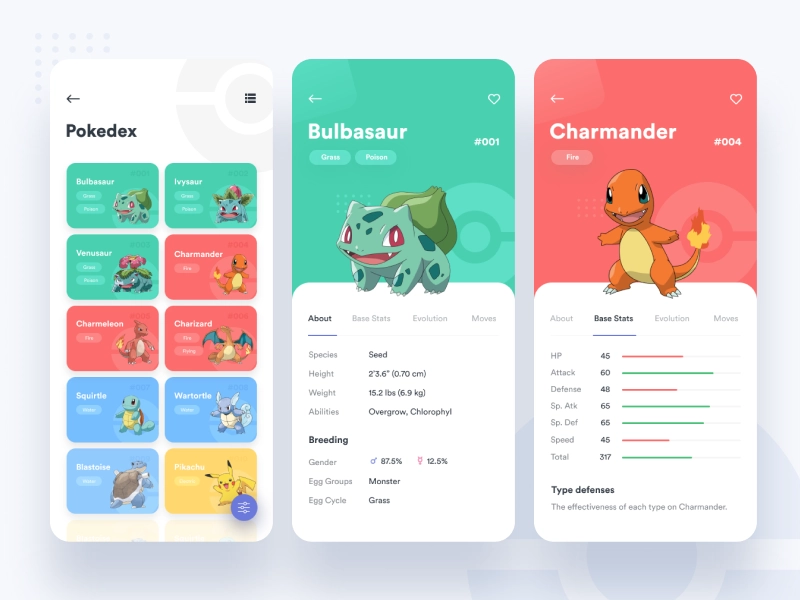 Pokedex
Bulbasaur
Grass
Poison
Ivysaur
Grass
Poison
Venusaur
Grass
Poison
Charmander
Fire
Charmeleon
Fire
Charizard
Fire
Flying
Squirtle
Water
Wartortle
Water
Blastoise
Water
Pikachu
Bulbasaur
#001
Grass Poison
About Base Stats Evolution Moves
Species Seed
Height 2'3.6" (0.70 cm)
Weight 15.2 lbs (6.9 kg)
Abilities Overgrow, Chlorophyl
Breeding
Gender ♂ 87.5% ♀ 12.5%
Egg Groups Monster
Egg Cycle Grass
Charmander
#004
Fire
About Base Stats Evolution Moves
HP 45
Attack 60
Defense 48
Sp. Atk 65
Sp. Def 65
Speed 45
Total 317
Type defenses
The effectiveness of each type on Charmander.